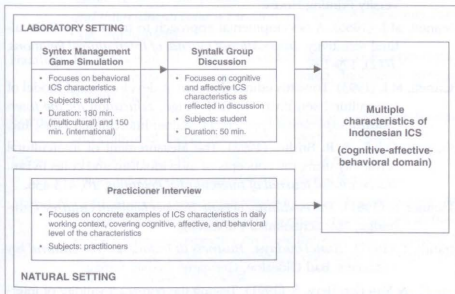 LABORATORY SETTING
Syntex Management
Game Simulation
• Focuses on behavioral
ICS characteristics
• Subjects: student
• Duration: 180 min.
(multicultural) and 150
min. (international)
Syntalk Group
Discussion
• Focuses on cognitive
and affective ICS
characteristics as
reflected in discussion
• Subjects: student
• Duration: 50 min.
Multiple
characteristics of
Indonesian ICS
(cognitive-affective-
behavioral domain)
Practicioner Interview
• Focuses on concrete examples of ICS characteristics in daily
working context, covering cognitive, affective, and behavioral
level of the characteristics
• Subjects: practitioners
NATURAL SETTING